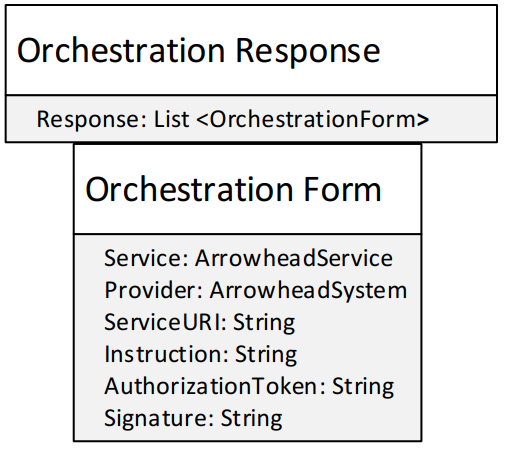 Orchestration Response
Response: List <OrchestrationForm>
Orchestration Form
Service: ArrowheadService
Provider: ArrowheadSystem
ServiceURI: String
Instruction: String
AuthorizationToken: String
Signature: String